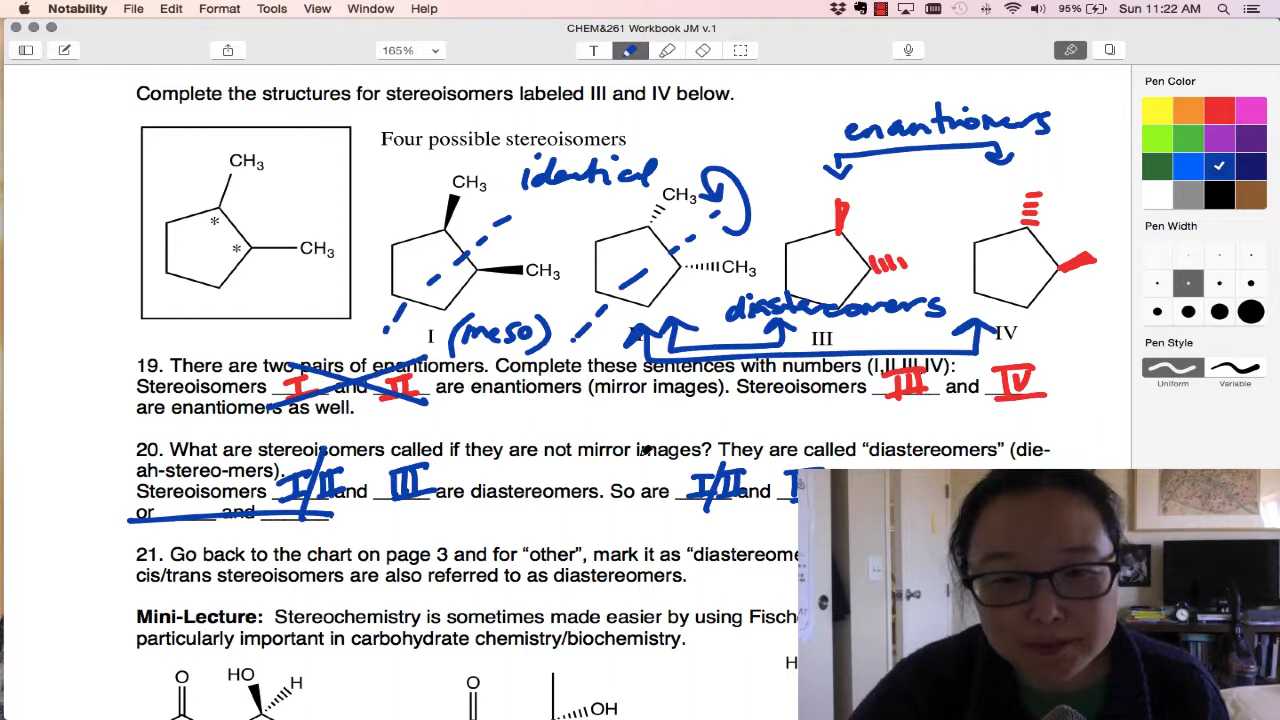 Notability File Edit Format Tools View Window Help 95% Sun 11:22 AM
CHEM&261 Workbook JM v.1
165% T
Pen Color
Pen Width
Pen Style
Uniform Variable
Complete the structures for stereoisomers labeled III and IV below.
Four possible stereoisomers
enantiomers
identical
CH3
*
*
CH3
CH3
CH3
CH3
CH3
diastereomers
I (meso) III IV
19. There are two pairs of enantiomers. Complete these sentences with numbers (I,II,III,IV):
Stereoisomers I and II are enantiomers (mirror images). Stereoisomers III and IV
are enantiomers as well.
20. What are stereoisomers called if they are not mirror images? They are called “diastereomers” (die-
ah-stereo-mers).
Stereoisomers I/II and III are diastereomers. So are I/II and
or ______ and _______.
21. Go back to the chart on page 3 and for “other”, mark it as “diastereome
cis/trans stereoisomers are also referred to as diastereomers.
Mini-Lecture: Stereochemistry is sometimes made easier by using Fisch
particularly important in carbohydrate chemistry/biochemistry.
O HO H O OH H